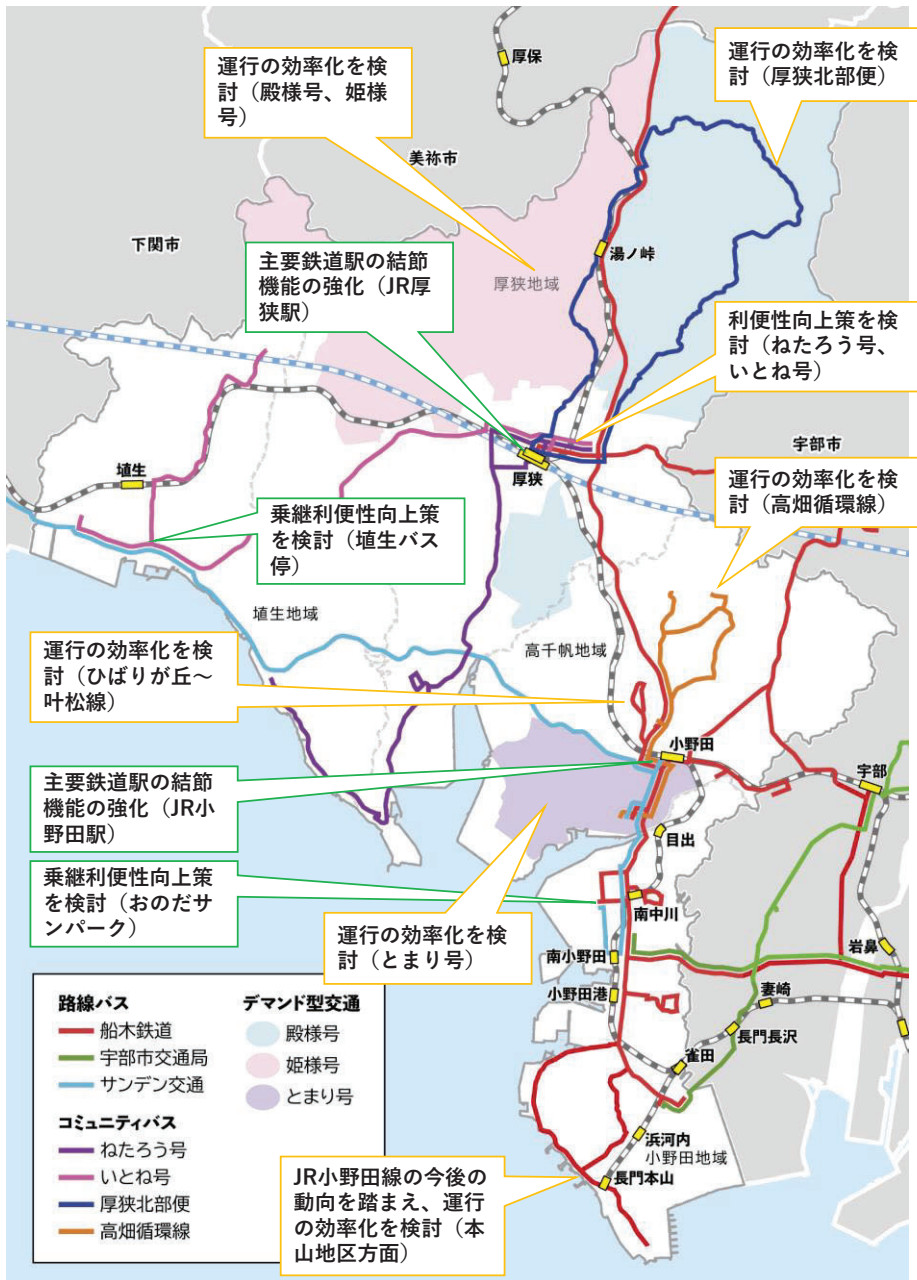 運行の効率化を検
討（殿様号、姫様
号）
運行の効率化を検
討（厚狭北部便）
厚保
美祢市
下関市
湯ノ峠
主要鉄道駅の結節
機能の強化（JR厚
狭駅）
厚狭地域
利便性向上策を検
討（ねたろう号、
いとね号）
宇部市
埴生
厚狭
運行の効率化を検
討（高畑循環線）
乗継利便性向上策
を検討（埴生バス
停）
埴生地域
高千帆地域
運行の効率化を検
討（ひばりが丘～
叶松線）
小野田
宇部
主要鉄道駅の結節
機能の強化（JR小
野田駅）
目出
乗継利便性向上策
を検討（おのだサ
ンパーク）
南中川
運行の効率化を検
討（とまり号）
南小野田
岩鼻
小野田港
妻崎
長門長沢
雀田
浜河内
小野田地域
長門本山
JR小野田線の今後の
動向を踏まえ、運行
の効率化を検討（本
山地区方面）
路線バス
船木鉄道
宇部市交通局
サンデン交通
コミュニティバス
ねたろう号
いとね号
厚狭北部便
高畑循環線
デマンド型交通
殿様号
姫様号
とまり号